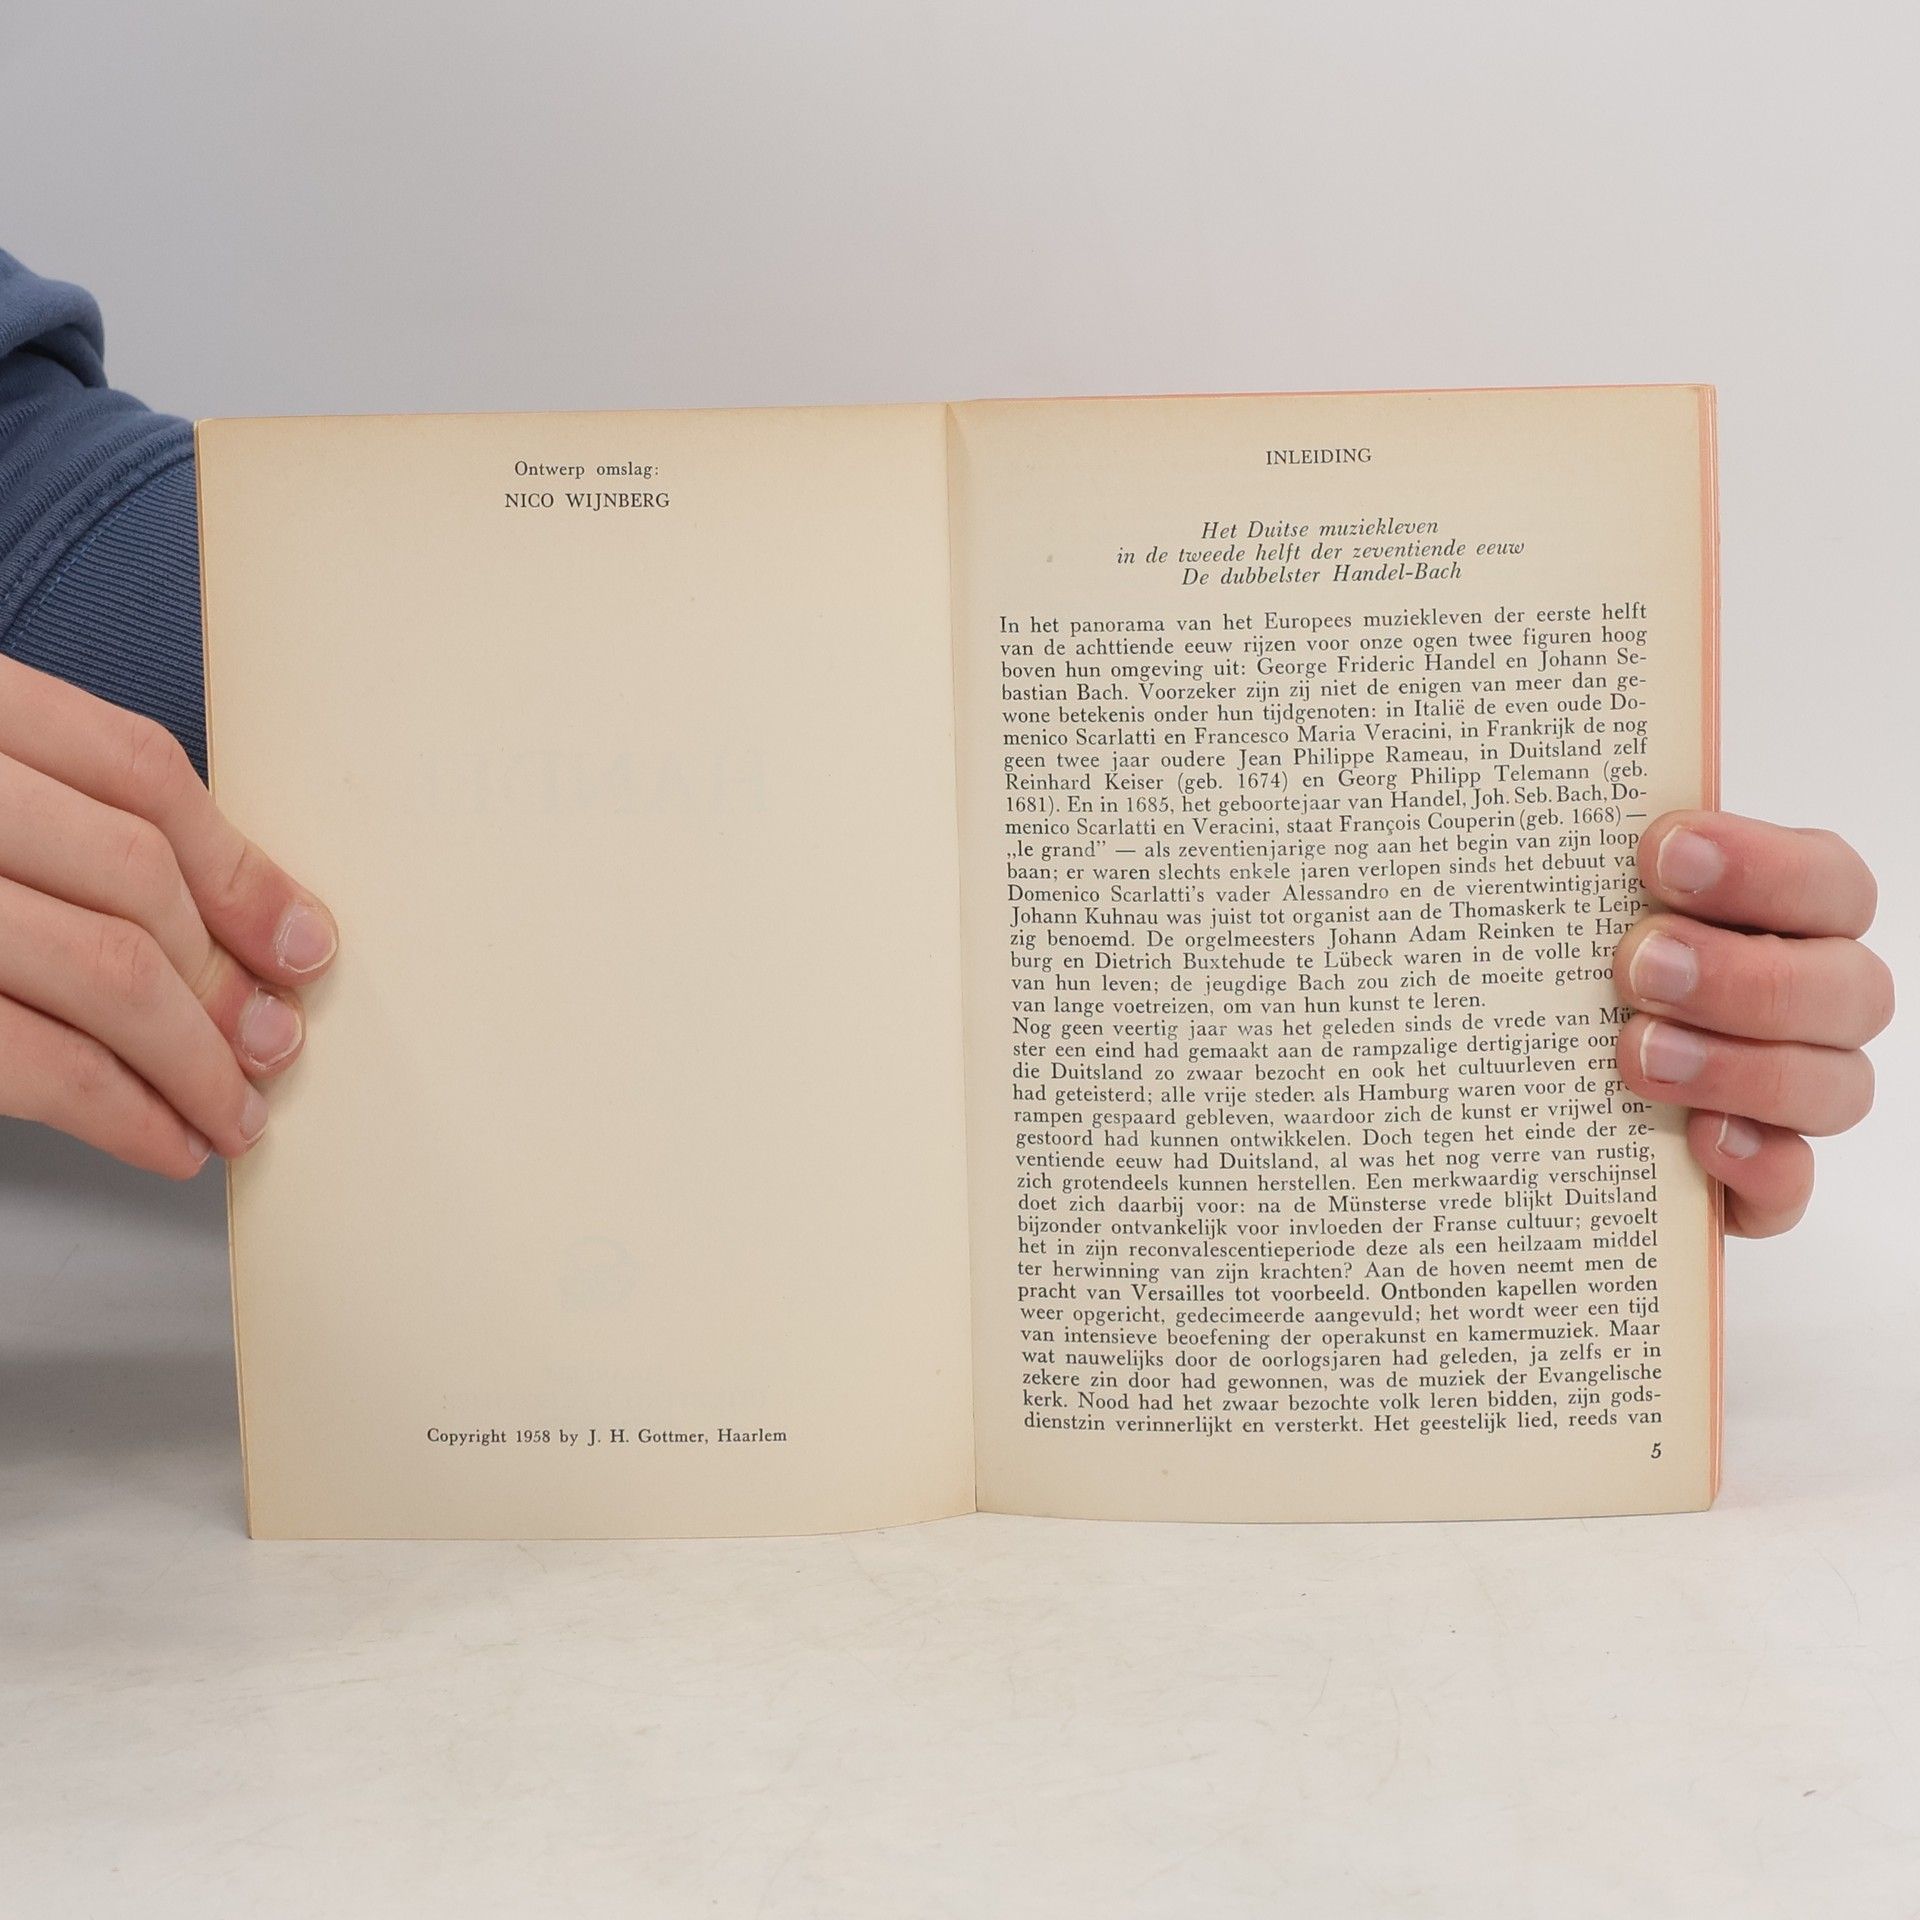 Ontwerp omslag:
NICO WIJNBERG
Copyright 1958 by J. H. Gottmer, Haarlem
INLEIDING
Het Duitse muziekleven
in de tweede helft der zeventiende eeuw
De dubbelster Handel-Bach
In het panorama van het Europees muziekleven der eerste helft
van de achttiende eeuw rijzen voor onze ogen twee figuren hoog
boven hun omgeving uit: George Frideric Handel en Johann Se-
bastian Bach. Voorzeker zijn zij niet de enigen van meer dan ge-
wone betekenis onder hun tijdgenoten: in Italië de even oude Do-
menico Scarlatti en Francesco Maria Veracini, in Frankrijk de nog
geen twee jaar oudere Jean Philippe Rameau, in Duitsland zelf
Reinhard Keiser (geb. 1674) en Georg Philipp Telemann (geb.
1681). En in 1685, het geboortejaar van Handel, Joh. Seb. Bach, Do-
menico Scarlatti en Veracini, staat François Couperin (geb. 1668) —
„le grand” — als zeventienjarige nog aan het begin van zijn loop-
baan; er waren slechts enkele jaren verlopen sinds het debuut
Domenico Scarlatti's vader Alessandro en de vierentwintigjarige
Johann Kuhnau was juist tot organist aan de Thomaskerk te Leip-
zig benoemd. De orgelmeesters Johann Adam Reinken te
burg en Dietrich Buxtehude te Lübeck waren in de volle
van hun leven; de jeugdige Bach zou zich de moeite
van lange voetreizen, om van hun kunst te leren.
Nog geen veertig jaar was het geleden sinds de vrede van
ster een eind had gemaakt aan de rampzalige dertigjarige
die Duitsland zo zwaar bezocht en ook het cultuurleven
had geteisterd; alle vrije steden als Hamburg waren voor de
rampen gespaard gebleven, waardoor zich de kunst er vrijwel on-
gestoord had kunnen ontwikkelen. Doch tegen het einde der ze-
ventiende eeuw had Duitsland, al was het nog verre van rustig,
zich grotendeels kunnen herstellen. Een merkwaardig verschijnsel
doet zich daarbij voor: na de Münsterse vrede blijkt Duitsland
bijzonder ontvankelijk voor invloeden der Franse cultuur; gevoelt
het in zijn reconvalescentieperiode deze als een heilzaam middel
ter herwinning van zijn krachten? Aan de hoven neemt men de
pracht van Versailles tot voorbeeld. Ontbonden kapellen worden
weer opgericht, gedecimeerde aangevuld; het wordt weer een tijd
van intensieve beoefening der operakunst en kamermuziek. Maar
wat nauwelijks door de oorlogsjaren had geleden, ja zelfs er in
zekere zin door had gewonnen, was de muziek der Evangelische
kerk. Nood had het zwaar bezochte volk leren bidden, zijn gods-
dienstzin verinnerlijkt en versterkt. Het geestelijk lied, reeds van
5